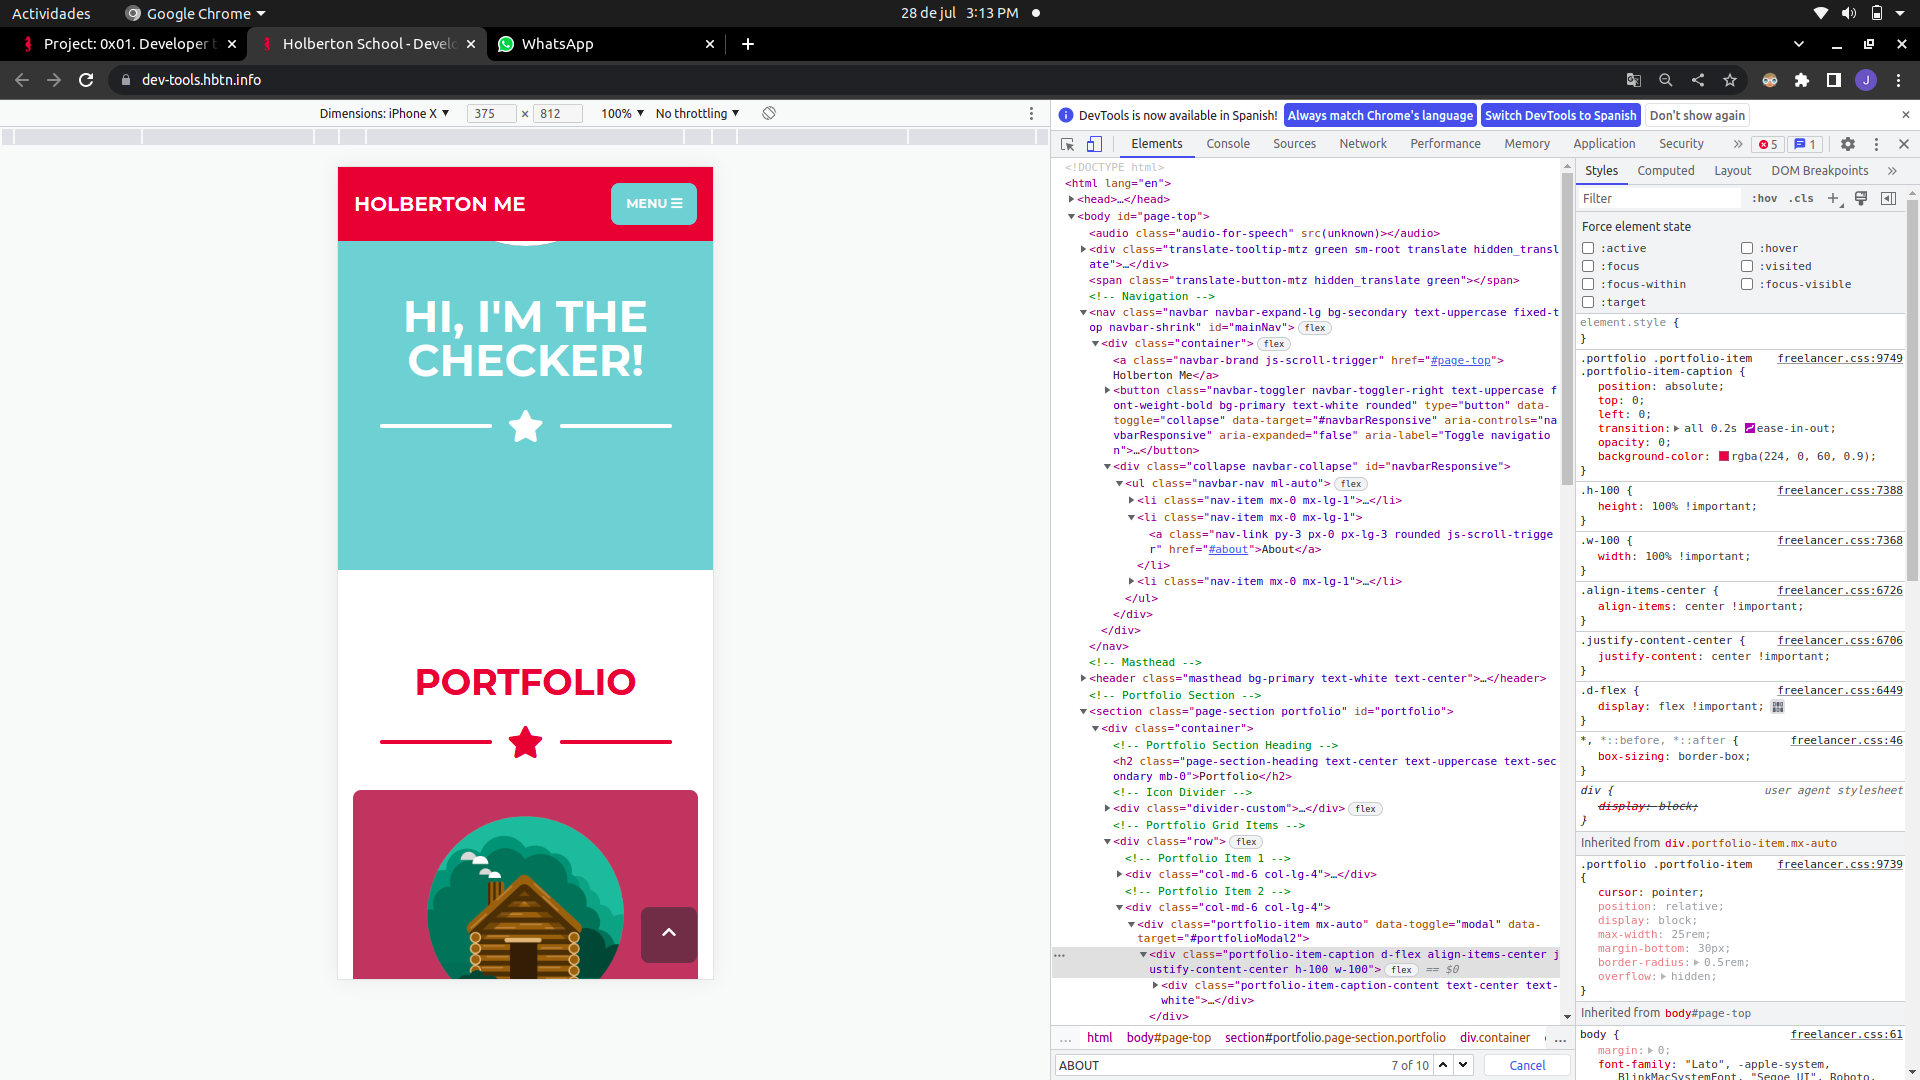 Actividades
Google Chrome
28 de jul 3:13 PM
Project: 0x01. Developer t
Holberton School - Develo
WhatsApp
dev-tools.hbtn.info
J
Dimensions: iPhone X
375 × 812
100%
No throttling
HOLBERTON ME
MENU
HI, I'M THE
CHECKER!
PORTFOLIO
DevTools is now available in Spanish!
Always match Chrome's language
Switch DevTools to Spanish
Don't show again
Elements
Console
Sources
Network
Performance
Memory
Application
Security
»
5
1
<!DOCTYPE html>
<html lang="en">
<head>…</head>
<body id="page-top">
<audio class="audio-for-speech" src(unknown)></audio>
<div class="translate-tooltip-mtz green sm-root translate hidden_transl
ate">…</div>
<span class="translate-button-mtz hidden_translate green"></span>
<!-- Navigation -->
<nav class="navbar navbar-expand-lg bg-secondary text-uppercase fixed-t
op navbar-shrink" id="mainNav"> flex
<div class="container"> flex
<a class="navbar-brand js-scroll-trigger" href="#page-top">
Holberton Me</a>
<button class="navbar-toggler navbar-toggler-right text-uppercase f
ont-weight-bold bg-primary text-white rounded" type="button" data-
toggle="collapse" data-target="#navbarResponsive" aria-controls="na
vbarResponsive" aria-expanded="false" aria-label="Toggle navigatio
n">…</button>
<div class="collapse navbar-collapse" id="navbarResponsive">
<ul class="navbar-nav ml-auto"> flex
<li class="nav-item mx-0 mx-lg-1">…</li>
<li class="nav-item mx-0 mx-lg-1">
<a class="nav-link py-3 px-0 px-lg-3 rounded js-scroll-trigge
r" href="#about">About</a>
</li>
<li class="nav-item mx-0 mx-lg-1">…</li>
</ul>
</div>
</div>
</nav>
<!-- Masthead -->
<header class="masthead bg-primary text-white text-center">…</header>
<!-- Portfolio Section -->
<section class="page-section portfolio" id="portfolio">
<div class="container">
<!-- Portfolio Section Heading -->
<h2 class="page-section-heading text-center text-uppercase text-sec
ondary mb-0">Portfolio</h2>
<!-- Icon Divider -->
<div class="divider-custom">…</div> flex
<!-- Portfolio Grid Items -->
<div class="row"> flex
<!-- Portfolio Item 1 -->
<div class="col-md-6 col-lg-4">…</div>
<!-- Portfolio Item 2 -->
<div class="col-md-6 col-lg-4">
<div class="portfolio-item mx-auto" data-toggle="modal" data-
target="#portfolioModal2">
<div class="portfolio-item-caption d-flex align-items-center j
ustify-content-center h-100 w-100"> flex == $0
<div class="portfolio-item-caption-content text-center text-
white">…</div>
</div>
… html body#page-top section#portfolio.page-section.portfolio div.container …
ABOUT
7 of 10
Cancel
Styles
Computed
Layout
DOM Breakpoints
»
Filter
:hov .cls
Force element state
:active
:hover
:focus
:visited
:focus-within
:focus-visible
:target
element.style {
}
.portfolio .portfolio-item freelancer.css:9749
.portfolio-item-caption {
position: absolute;
top: 0;
left: 0;
transition: all 0.2s ease-in-out;
opacity: 0;
background-color: rgba(224, 0, 60, 0.9);
}
.h-100 { freelancer.css:7388
height: 100% !important;
}
.w-100 { freelancer.css:7368
width: 100% !important;
}
.align-items-center { freelancer.css:6726
align-items: center !important;
}
.justify-content-center { freelancer.css:6706
justify-content: center !important;
}
.d-flex { freelancer.css:6449
display: flex !important;
}
*, *::before, *::after { freelancer.css:46
box-sizing: border-box;
}
div { user agent stylesheet
display: block;
}
Inherited from div.portfolio-item.mx-auto
.portfolio .portfolio-item freelancer.css:9739
{
cursor: pointer;
position: relative;
display: block;
max-width: 25rem;
margin-bottom: 30px;
border-radius: 0.5rem;
overflow: hidden;
}
Inherited from body#page-top
body { freelancer.css:61
margin: 0;
font-family: "Lato", -apple-system,
BlinkMacSystemFont, "Segoe UI", Roboto,